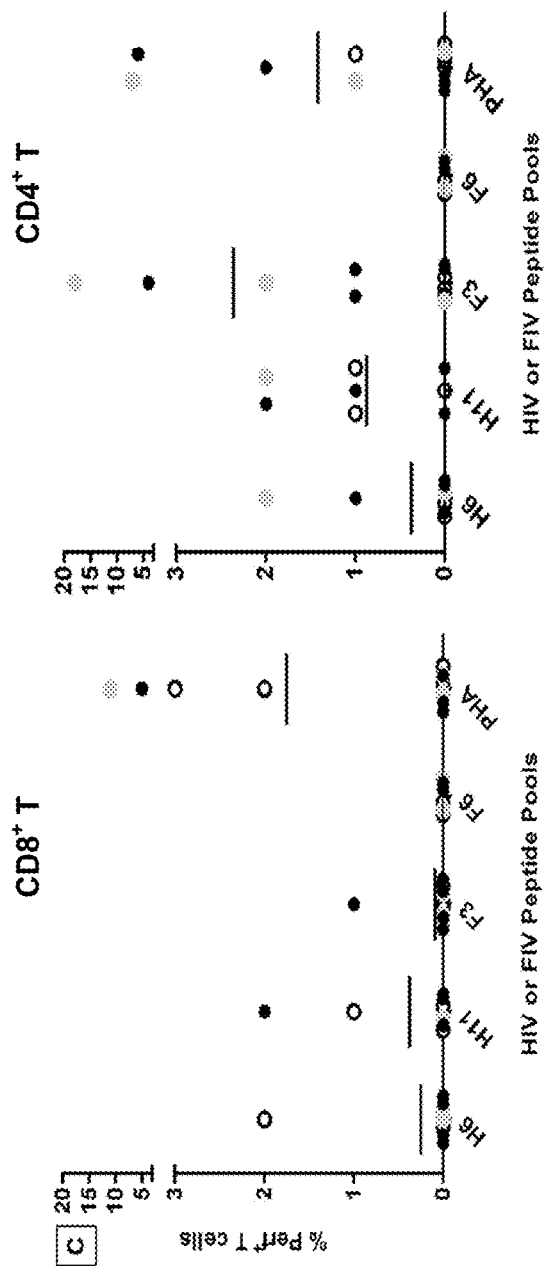 C
CD8+ T
% Perf+ T cells
20
15
10
5
3
2
1
0
H6
H11
F3
F6
PHA
HIV or FIV Peptide Pools
CD4+ T
20
15
10
5
3
2
1
0
H6
H11
F3
F6
PHA
HIV or FIV Peptide Pools